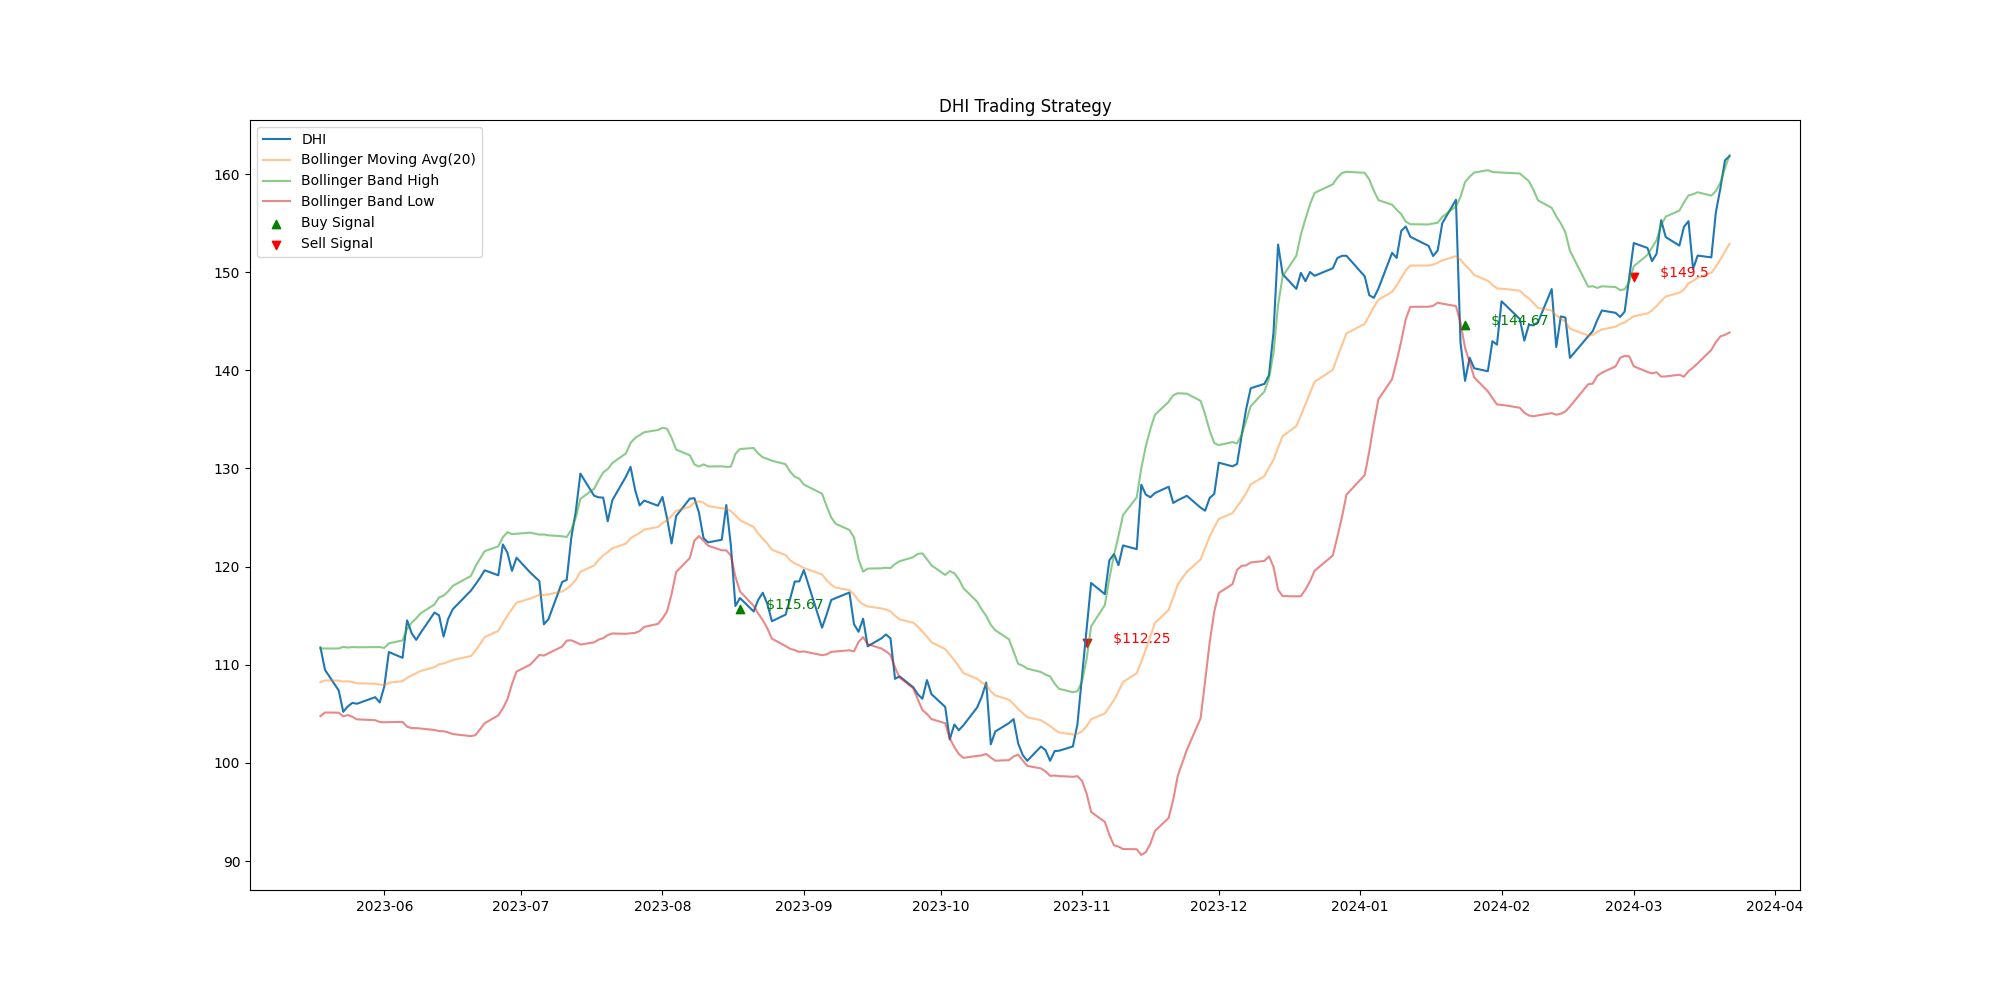 DHI Trading Strategy
DHI
Bollinger Moving Avg(20)
Bollinger Band High
Bollinger Band Low
Buy Signal
Sell Signal
160
150
140
130
120
110
100
90
$115.67
$112.25
$144.67
$149.5
2023-06 2023-07 2023-08 2023-09 2023-10 2023-11 2023-12 2024-01 2024-02 2024-03 2024-04